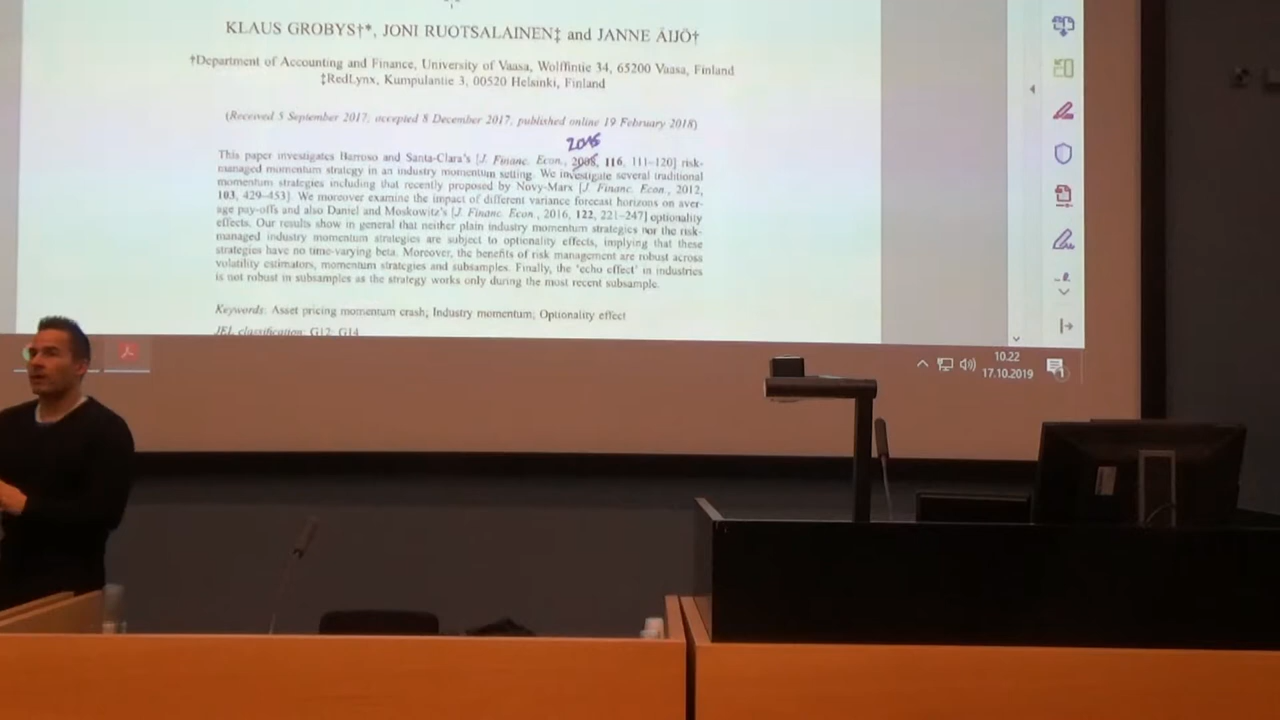 KLAUS GROBYS†*, JONI RUOTSALAINEN‡ and JANNE ÄIJÖ†
†Department of Accounting and Finance, University of Vaasa, Wolffintie 34, 65200 Vaasa, Finland
‡RedLynx, Kumpulantie 3, 00520 Helsinki, Finland
(Received 5 September 2017; accepted 8 December 2017; published online 19 February 2018)
This paper investigates Barroso and Santa-Clara's [J. Financ. Econ., 2008, 116, 111–120] risk-
managed momentum strategy in an industry momentum setting. We investigate several traditional
momentum strategies including that recently proposed by Novy-Marx [J. Financ. Econ., 2012,
103, 429–453]. We moreover examine the impact of different variance forecast horizons on aver-
age pay-offs and also Daniel and Moskowitz's [J. Financ. Econ., 2016, 122, 221–247] optionality
effects. Our results show in general that neither plain industry momentum strategies nor the risk-
managed industry momentum strategies are subject to optionality effects, implying that these
strategies have no time-varying beta. Moreover, the benefits of risk management are robust across
volatility estimators, momentum strategies and subsamples. Finally, the 'echo effect' in industries
is not robust in subsamples as the strategy works only during the most recent subsample.
Keywords: Asset pricing momentum crash; Industry momentum; Optionality effect
JEL classification: G12; G14
10.22
17.10.2019
1